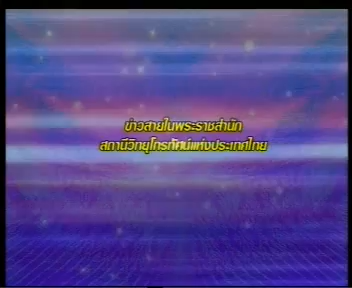 ข่าวสายในพระราชสำนัก
สถานีวิทยุโทรทัศน์แห่งประเทศไทย